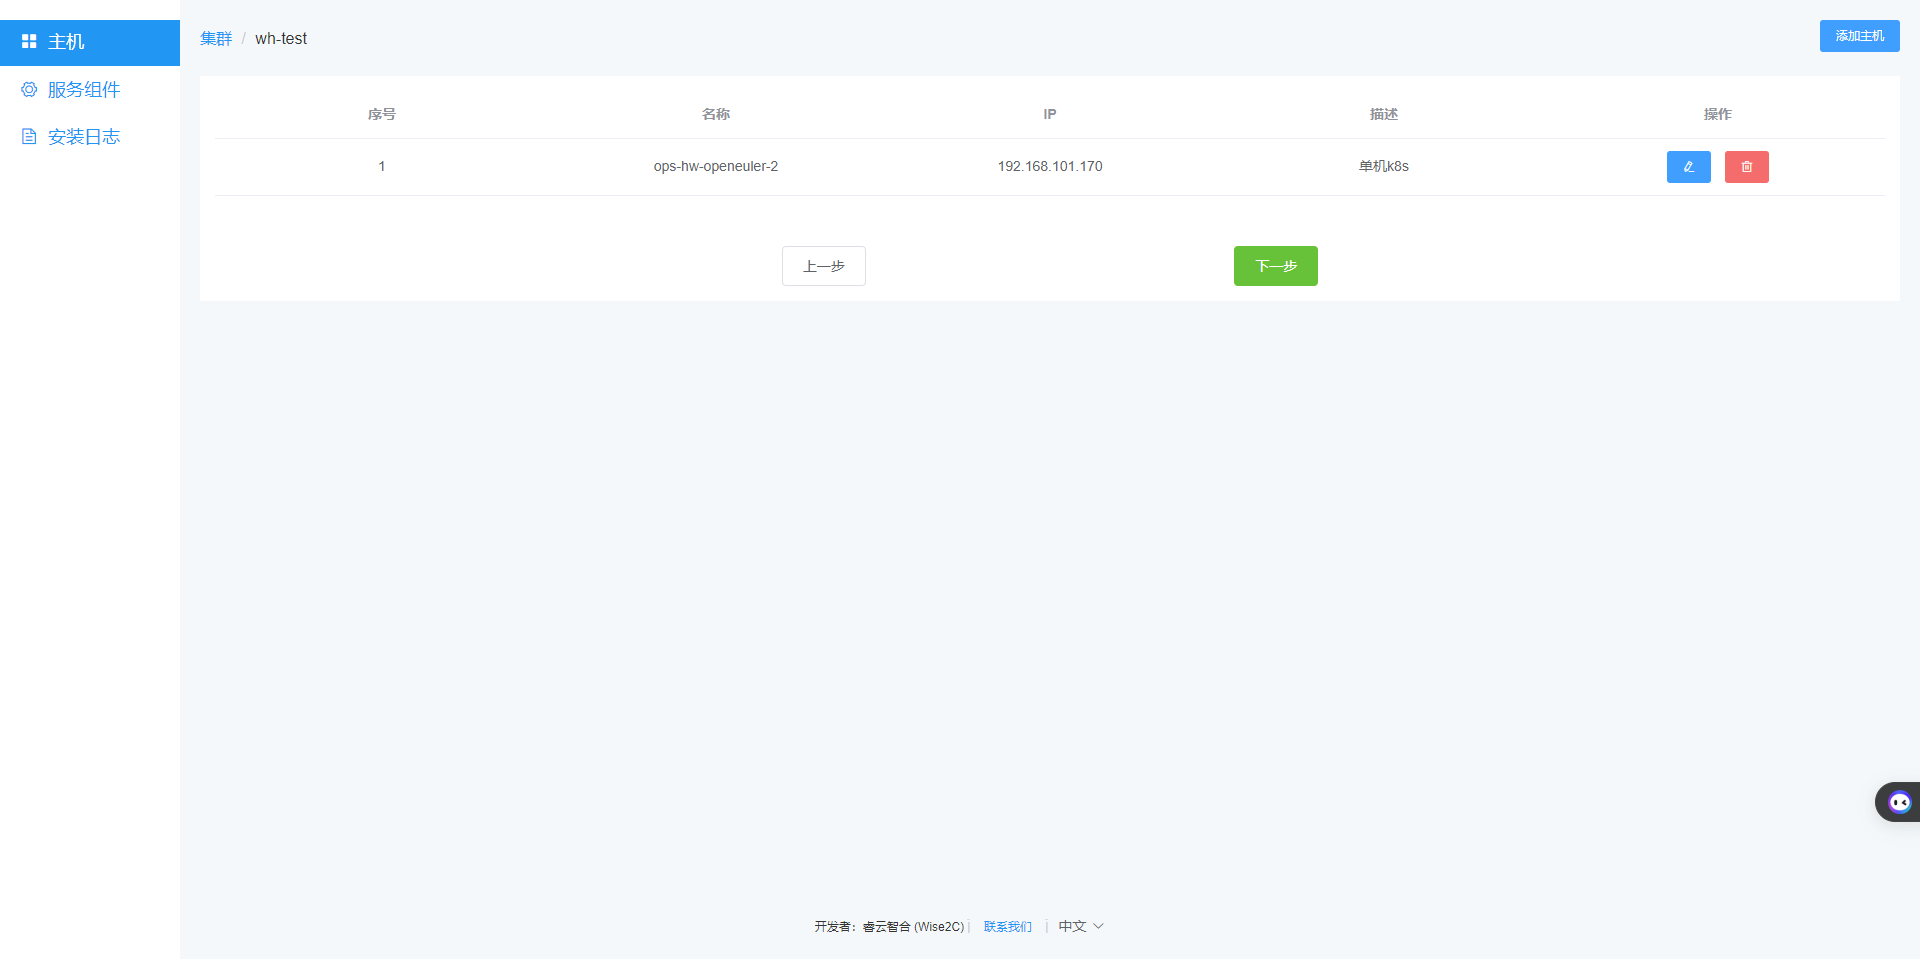 主机
服务组件
安装日志
集群 / wh-test
添加主机
序号 名称 IP 描述 操作
1 ops-hw-openeuler-2 192.168.101.170 单机k8s
上一步 下一步
开发者：睿云智合 (Wise2C) | 联系我们 | 中文